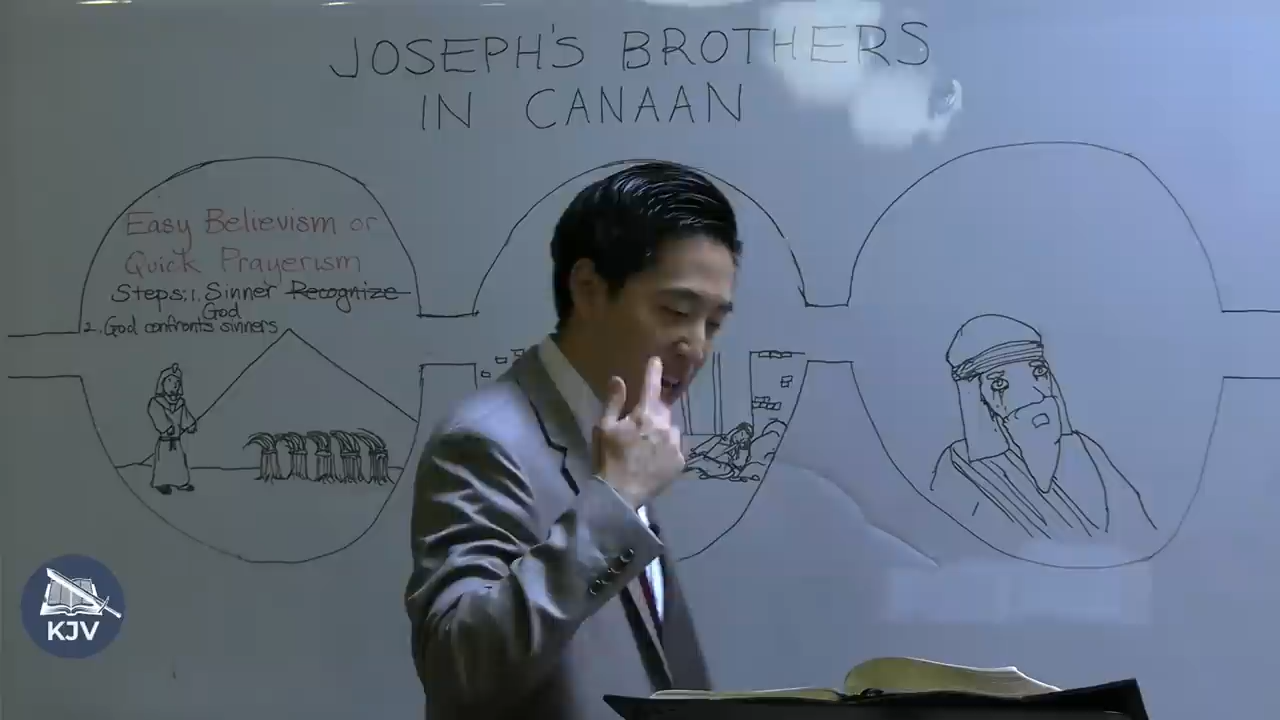 JOSEPH'S BROTHERS
IN CANAAN
Easy Believism or
Quick Prayerism
Steps: 1. Sinner Recognize
God
2. God confronts sinners
KJV